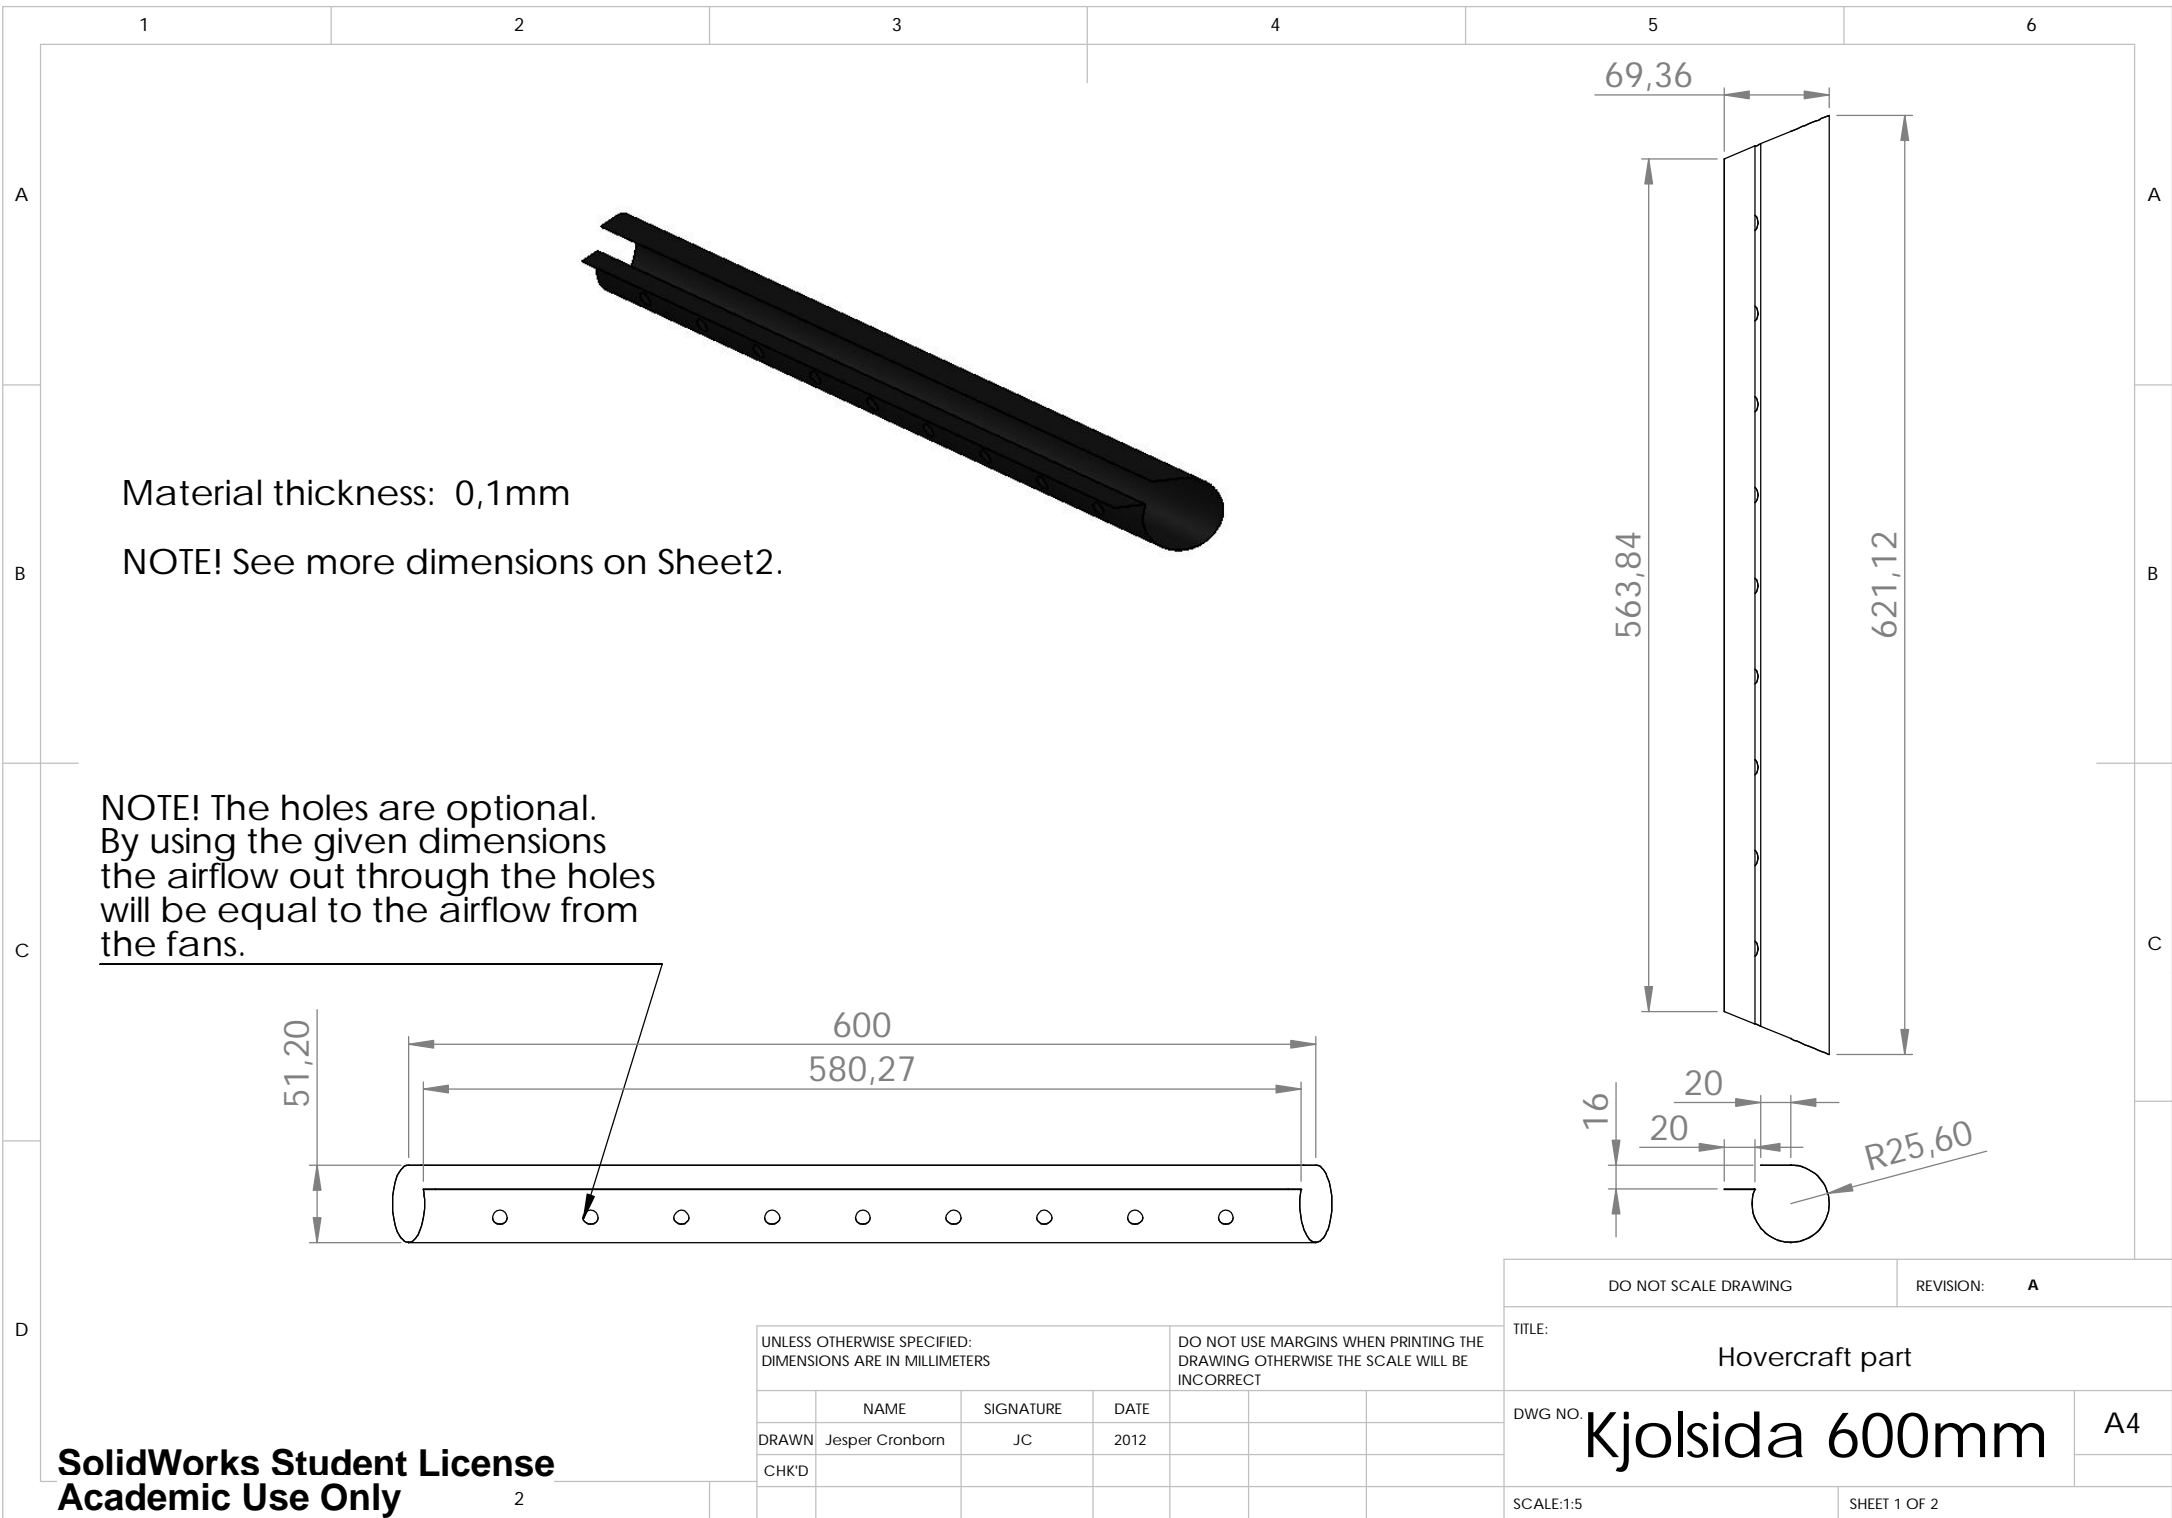 1 2 3 4 5 6
69,36
A A
Material thickness: 0,1mm
563,84
621,12
B B
NOTE! See more dimensions on Sheet2.
NOTE! The holes are optional.
By using the given dimensions
the airflow out through the holes
will be equal to the airflow from
the fans.
C C
51,20
600
580,27
16
20
20
R25,60
D
DO NOT SCALE DRAWING
REVISION: A
UNLESS OTHERWISE SPECIFIED:
DIMENSIONS ARE IN MILLIMETERS
DO NOT USE MARGINS WHEN PRINTING THE
DRAWING OTHERWISE THE SCALE WILL BE
INCORRECT
TITLE:
Hovercraft part
NAME SIGNATURE DATE
DRAWN Jesper Cronborn JC 2012
CHK'D
DWG NO.
Kjolsida 600mm
A4
SCALE:1:5
SHEET 1 OF 2
SolidWorks Student License
Academic Use Only
2